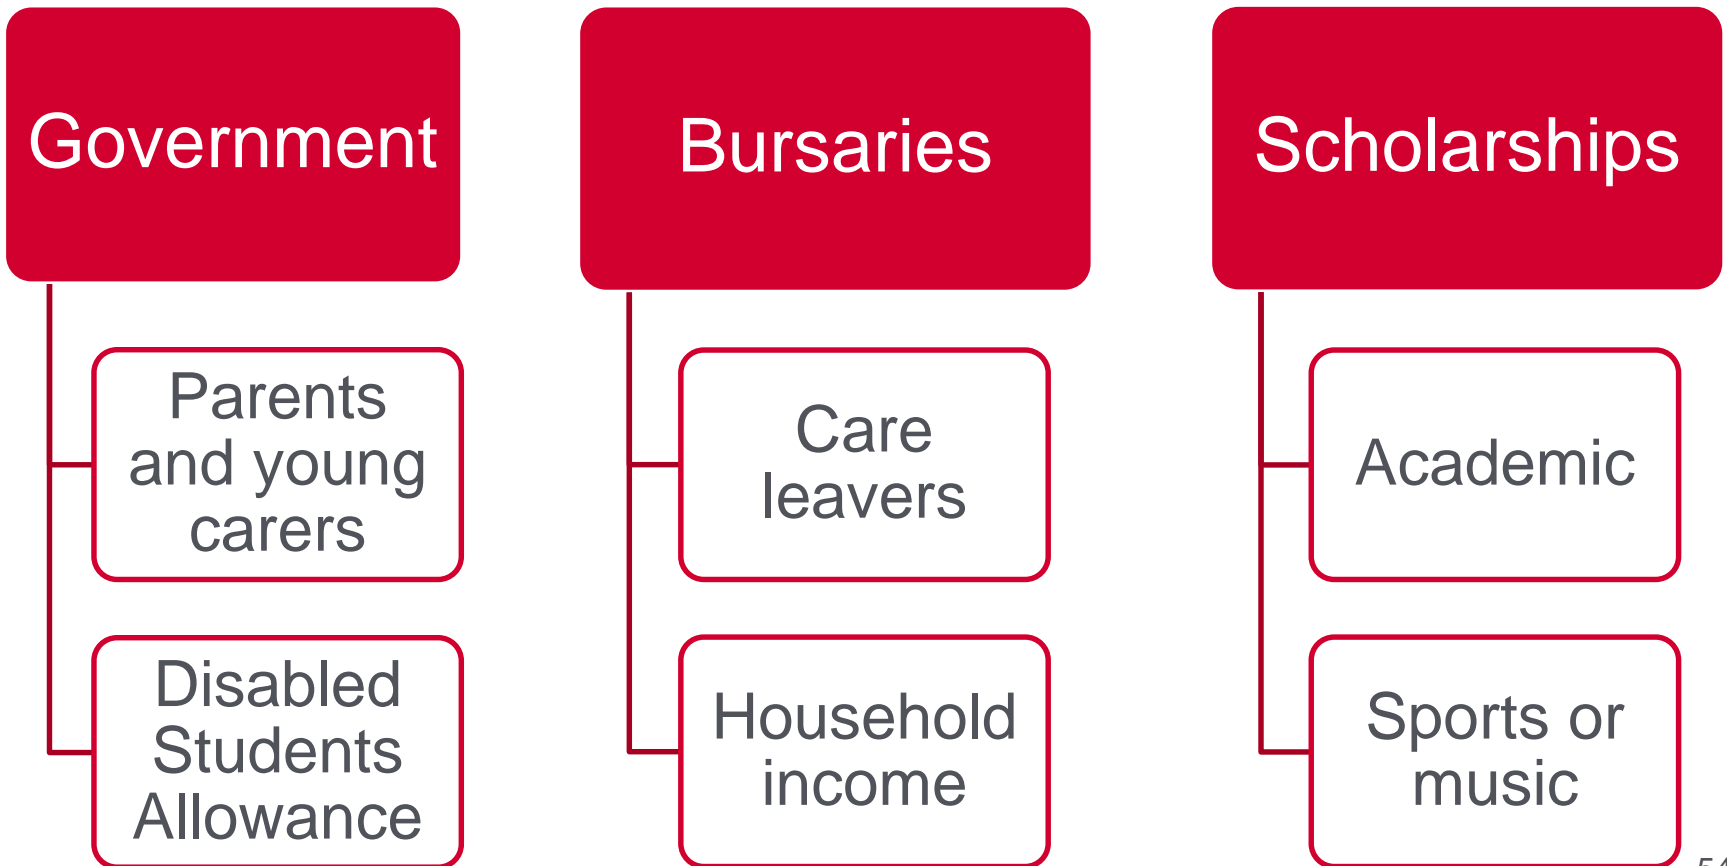 Government
Parents
and young
carers
Disabled
Students
Allowance
Bursaries
Care
leavers
Household
income
Scholarships
Academic
Sports or
music